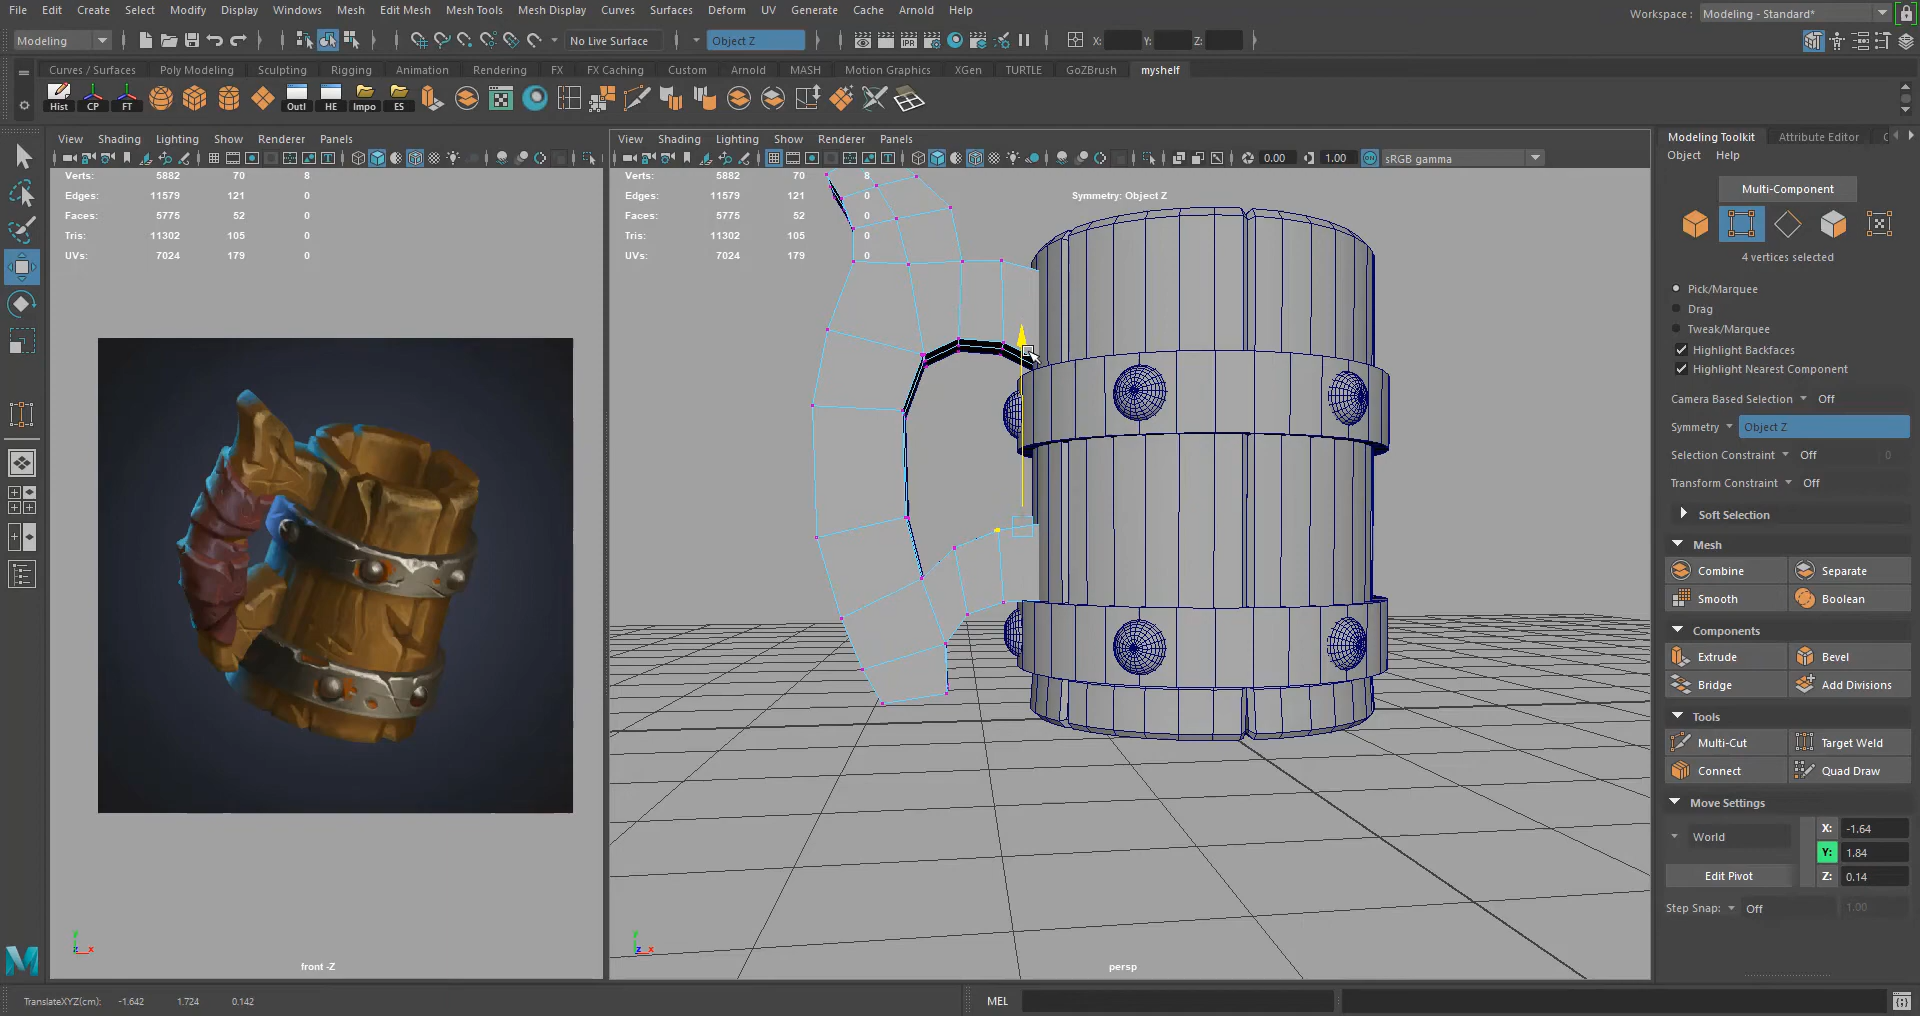 File Edit Create Select Modify Display Windows Mesh Edit Mesh Mesh Tools Mesh Display Curves Surfaces Deform UV Generate Cache Arnold Help
Workspace : Modeling - Standard*
Modeling No Live Surface Object Z X: Y: Z:
Curves / Surfaces Poly Modeling Sculpting Rigging Animation Rendering FX FX Caching Custom Arnold MASH Motion Graphics XGen TURTLE GoZBrush myshelf
Hist CP FT Outl HE Impo ES
View Shading Lighting Show Renderer Panels
View Shading Lighting Show Renderer Panels
0.00 1.00 sRGB gamma
Verts: 5882 70 8
Edges: 11579 121 0
Faces: 5775 52 0
Tris: 11302 105 0
UVs: 7024 179 0
front -Z
Verts: 5882 70 8
Edges: 11579 121 0
Faces: 5775 52 0
Tris: 11302 105 0
UVs: 7024 179 0
Symmetry: Object Z
persp
Modeling Toolkit Attribute Editor
Object Help
Multi-Component
4 vertices selected
Pick/Marquee
Drag
Tweak/Marquee
Highlight Backfaces
Highlight Nearest Component
Camera Based Selection Off
Symmetry Object Z
Selection Constraint Off 0
Transform Constraint Off
Soft Selection
Mesh
Combine Separate
Smooth Boolean
Components
Extrude Bevel
Bridge Add Divisions
Tools
Multi-Cut Target Weld
Connect Quad Draw
Move Settings
World
X: -1.64
Y: 1.84
Z: 0.14
Edit Pivot
Step Snap: Off 1.00
TranslateXYZ(cm): -1.642 1.724 0.142
MEL